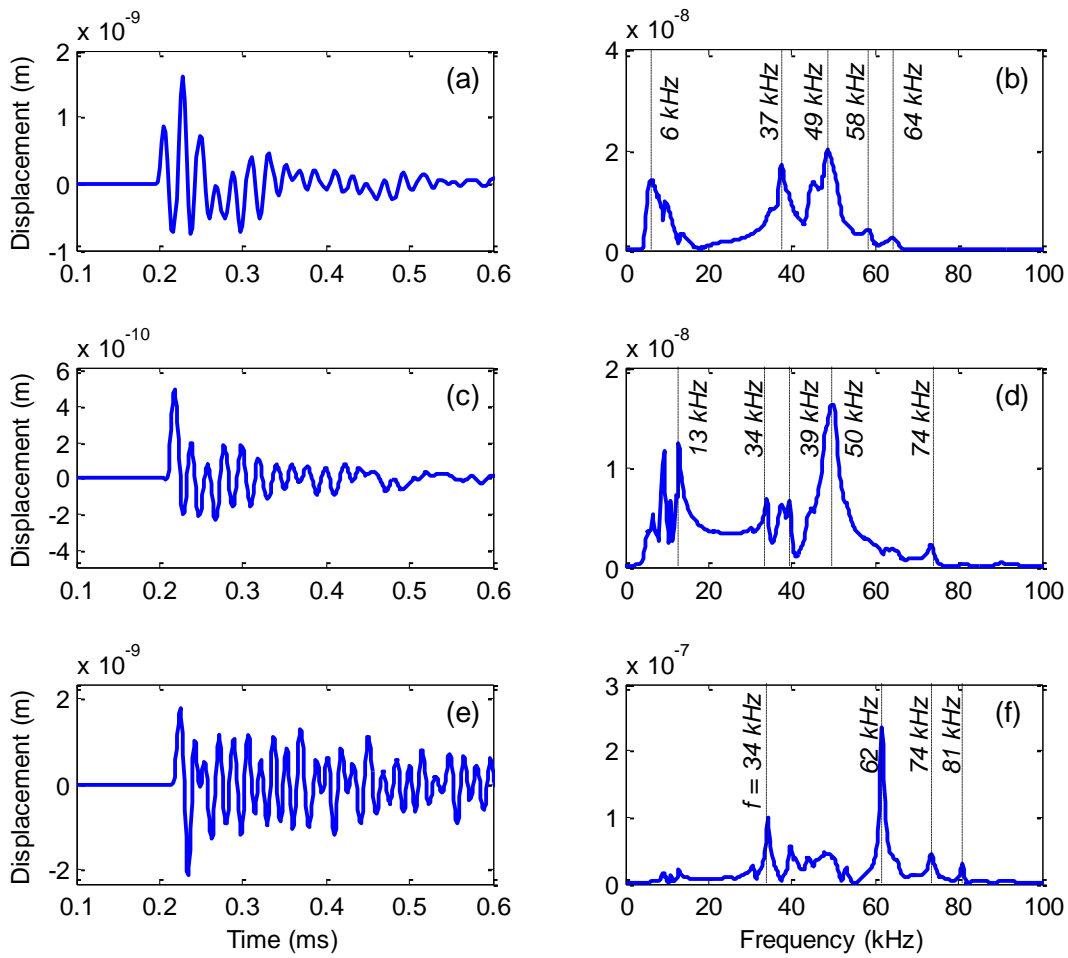 x 10^-9
Displacement (m)
2
1
0
-1
(a)
0.1 0.2 0.3 0.4 0.5 0.6
x 10^-8
4
2
0
6 kHz
37 kHz
49 kHz
58 kHz
64 kHz
(b)
0 20 40 60 80 100
x 10^-10
Displacement (m)
6
4
2
0
-2
-4
(c)
0.1 0.2 0.3 0.4 0.5 0.6
x 10^-8
2
1
0
13 kHz
34 kHz
39 kHz
50 kHz
74 kHz
(d)
0 20 40 60 80 100
x 10^-9
Displacement (m)
2
0
-2
(e)
0.1 0.2 0.3 0.4 0.5 0.6
Time (ms)
x 10^-7
3
2
1
0
f = 34 kHz
62 kHz
74 kHz
81 kHz
(f)
0 20 40 60 80 100
Frequency (kHz)